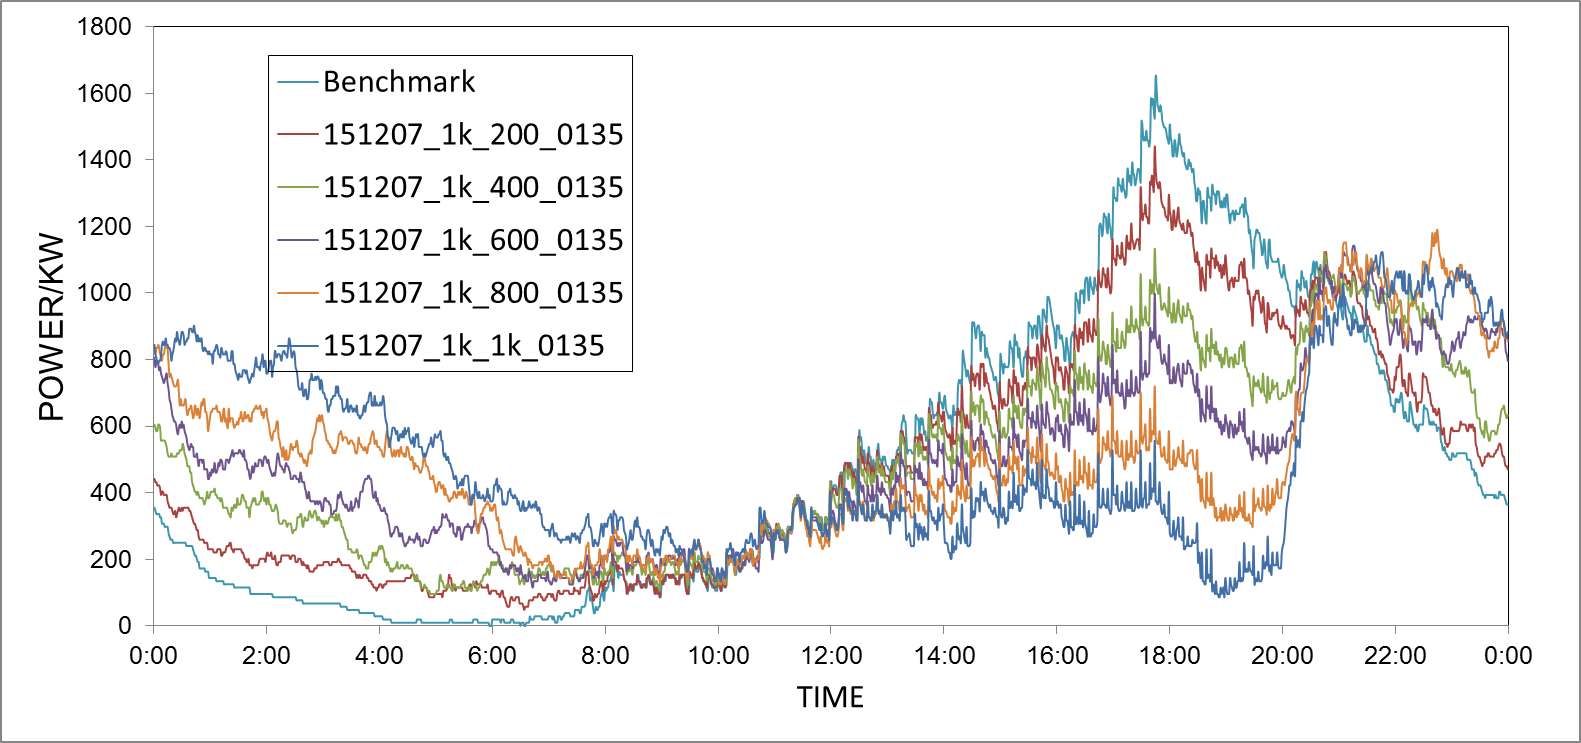 1800
1600
1400
1200
1000
800
600
400
200
0
POWER/KW
Benchmark
151207_1k_200_0135
151207_1k_400_0135
151207_1k_600_0135
151207_1k_800_0135
151207_1k_1k_0135
0:00 2:00 4:00 6:00 8:00 10:00 12:00 14:00 16:00 18:00 20:00 22:00 0:00
TIME